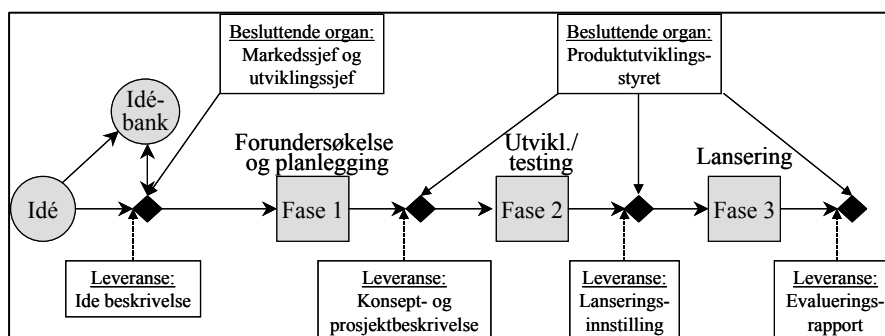 Besluttende organ:
Markedssjef og
utviklingssjef
Besluttende organ:
Produktutviklings-
styret
Idé-
bank
Forundersøkelse
og planlegging
Utvikl./
testing
Lansering
Idé
Fase 1
Fase 2
Fase 3
Leveranse:
Ide beskrivelse
Leveranse:
Konsept- og
prosjektbeskrivelse
Leveranse:
Lanserings-
innstilling
Leveranse:
Evaluerings-
rapport